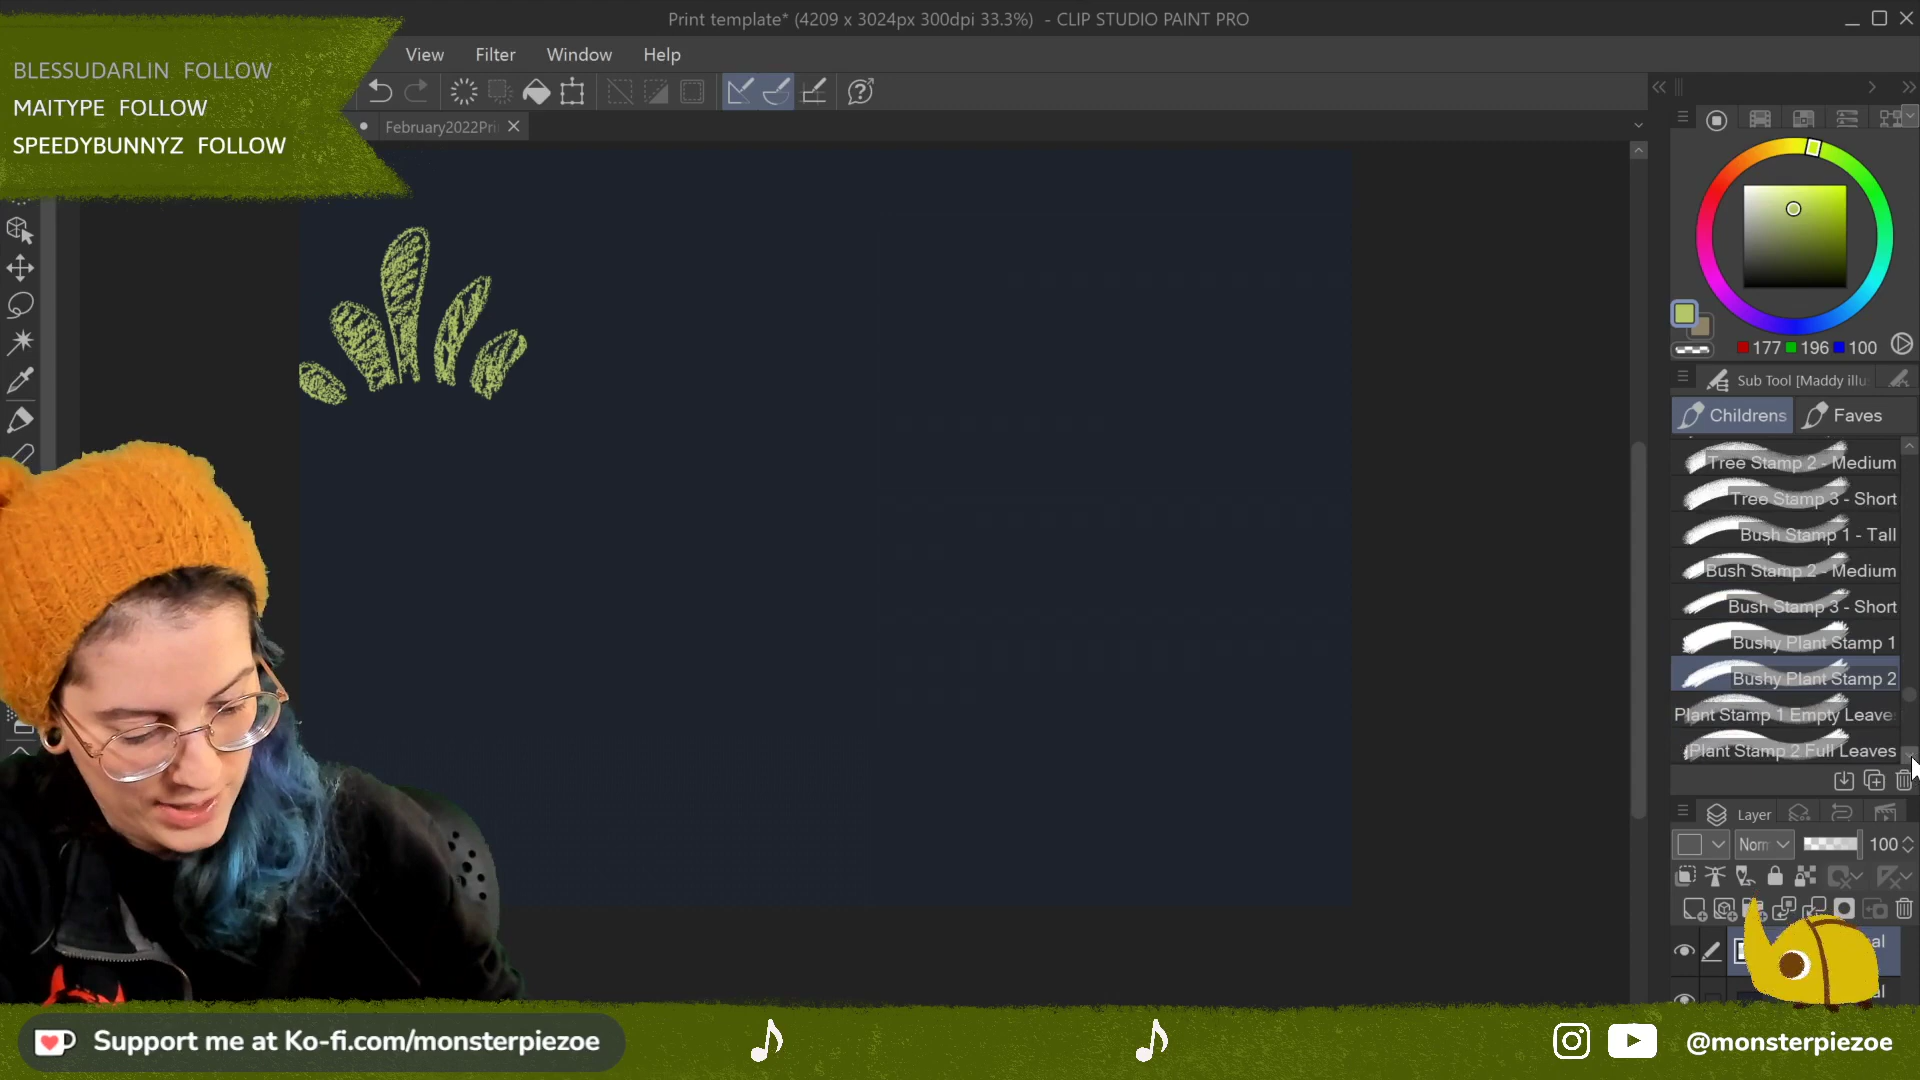 Print template* (4209 x 3024px 300dpi 33.3%) - CLIP STUDIO PAINT PRO
View Filter Window Help
BLESSUDARLIN FOLLOW
MAITYPE FOLLOW
SPEEDYBUNNYZ FOLLOW
February2022Pri
177 196 100
Sub Tool [Maddy illu
Childrens Faves
Tree Stamp 2 - Medium
Tree Stamp 3 - Short
Bush Stamp 1 - Tall
Bush Stamp 2 - Medium
Bush Stamp 3 - Short
Bushy Plant Stamp 1
Bushy Plant Stamp 2
Plant Stamp 1 Empty Leave
Plant Stamp 2 Full Leaves
Layer
Norm 100
al
al
Support me at Ko-fi.com/monsterpiezoe
@monsterpiezoe